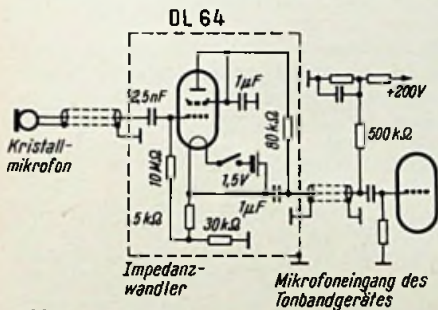 DL 64
2,5nF
1µF
+200V
Kristall-
mikrofon
10MΩ
80kΩ
500kΩ
1,5V
1µF
5kΩ
30kΩ
Impedanz-
wandler
Mikrofoneingang des
Tonbandgerätes